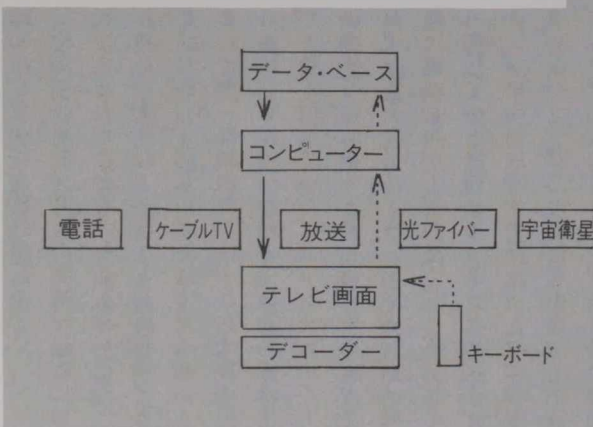 データ・ベース
コンピューター
電話 ケーブルTV 放送 光ファイバー 宇宙衛星
テレビ画面
デコーダー
キーボード